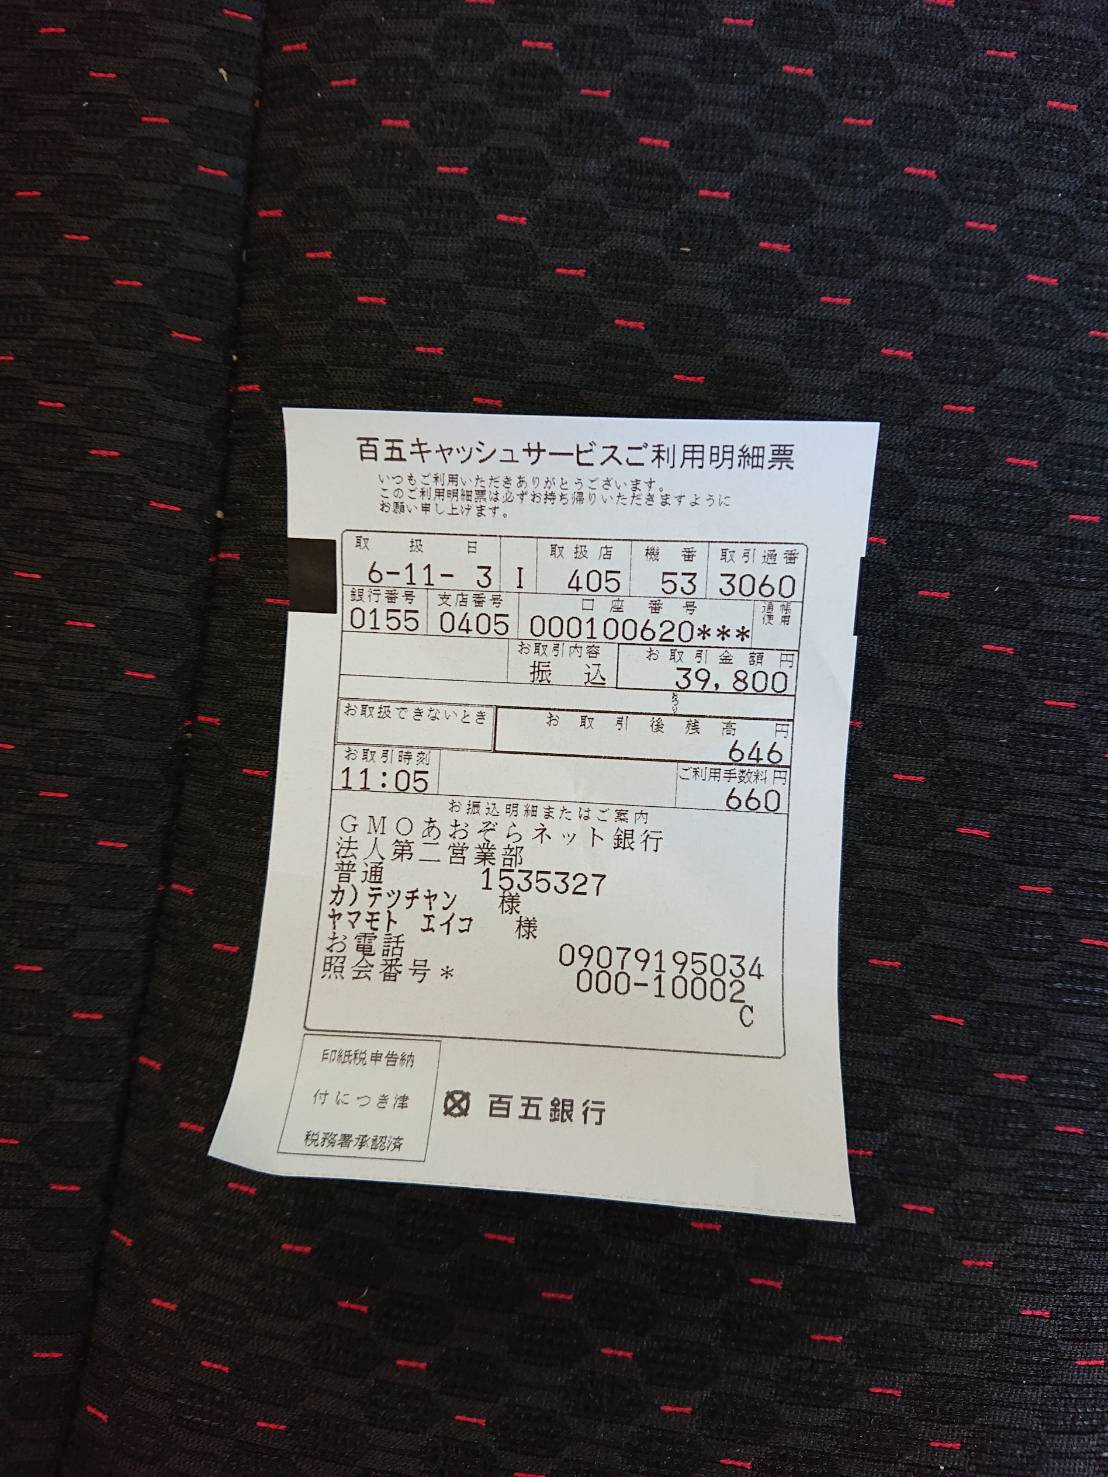 百五キャッシュサービスご利用明細票
いつもご利用いただきありがとうございます。
このご利用明細票は必ずお持ち帰りいただきますように
お願い申し上げます。
取扱日 取扱店 機番 取引通番
6-11- 3 I 405 53 3060
銀行番号 支店番号 口座番号 通帳使用
0155 0405 000100620***
お取引内容 お取引金額 円
振込 39,800
お取扱できないとき お取引後残高 円
646
お取引時刻 ご利用手数料円
11:05 660
お振込明細またはご案内
GMOあおぞらネット銀行
法人第二営業部
普通 1535327
カ)テツチヤン 様
ヤマモト エイコ 様
お電話 09079195034
照会番号* 000-10002
C
印紙税申告納
付につき津
税務署承認済
百五銀行